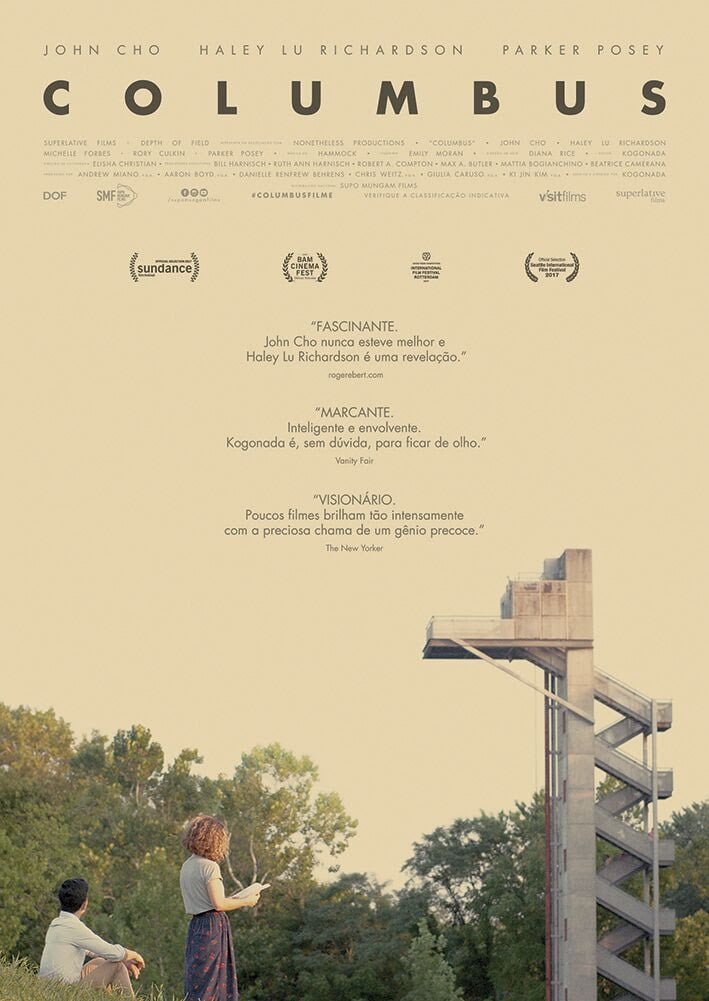 JOHN CHO HALEY LU RICHARDSON PARKER POSEY
COLUMBUS
SUPERLATIVE FILMS • DEPTH OF FIELD NONETHELESS PRODUCTIONS • "COLUMBUS" • JOHN CHO • HALEY LU RICHARDSON
MICHELLE FORBES • RORY CULKIN • PARKER POSEY • HAMMOCK • EMILY MORAN • DIANA RICE • KOGONADA
ELISHA CHRISTIAN • BILL HARNISCH • RUTH ANN HARNISCH • ROBERT A. COMPTON • MAX A. BUTLER • MATTIA BOGIANCHINO • BEATRICE CAMERANA
ANDREW MIANO • AARON BOYD • DANIELLE RENFREW BEHRENS • CHRIS WEITZ • GIULIA CARUSO • KI JIN KIM • KOGONADA
SUPO MUNGAM FILMS
DOF SMF /supomungamfilms #COLUMBUSFILME VERIFIQUE A CLASSIFICAÇÃO INDICATIVA visitfilms superlative
films
OFFICIAL SELECTION 2017
sundance
BAM
CINEMA
FEST
INTERNATIONAL
FILM FESTIVAL
ROTTERDAM
Official Selection
Seattle International
Film Festival
2017
“FASCINANTE.
John Cho nunca esteve melhor e
Haley Lu Richardson é uma revelação.”
rogerebert.com
“MARCANTE.
Inteligente e envolvente.
Kogonada é, sem dúvida, para ficar de olho.”
Vanity Fair
“VISIONÁRIO.
Poucos filmes brilham tão intensamente
com a preciosa chama de um gênio precoce.”
The New Yorker